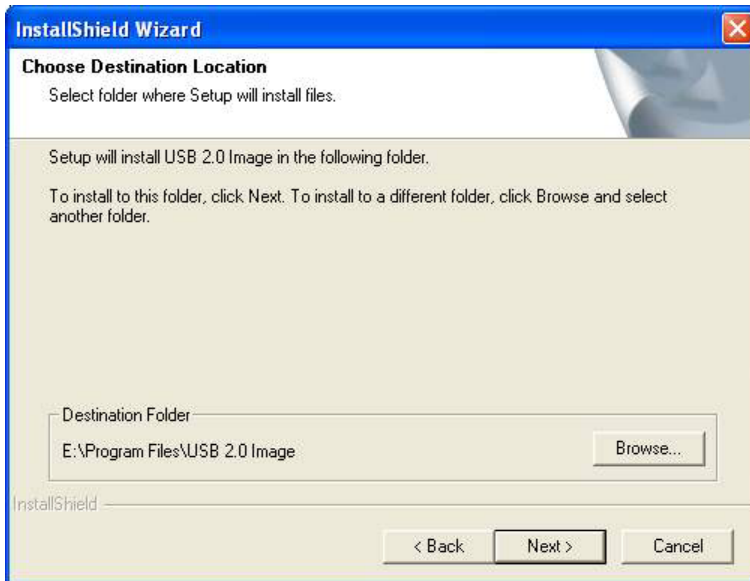 InstallShield Wizard
Choose Destination Location
Select folder where Setup will install files.
Setup will install USB 2.0 Image in the following folder.
To install to this folder, click Next. To install to a different folder, click Browse and select
another folder.
Destination Folder
E:\Program Files\USB 2.0 Image
Browse...
InstallShield
< Back
Next >
Cancel